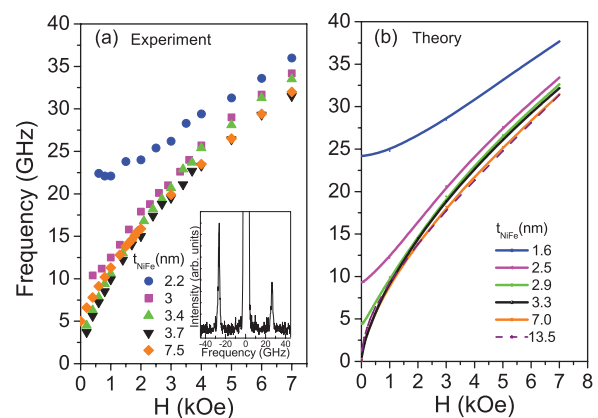 (a) Experiment
Frequency (GHz)
40
35
30
25
20
15
10
5
0
0 1 2 3 4 5 6 7
H (kOe)
t_NiFe(nm)
2.2
3
3.4
3.7
7.5
Intensity (arb. units)
-40 -20 0 20 40
Frequency (GHz)
(b) Theory
40
35
30
25
20
15
10
5
0
0 1 2 3 4 5 6 7 8
H (kOe)
t_NiFe(nm)
1.6
2.5
2.9
3.3
7.0
13.5